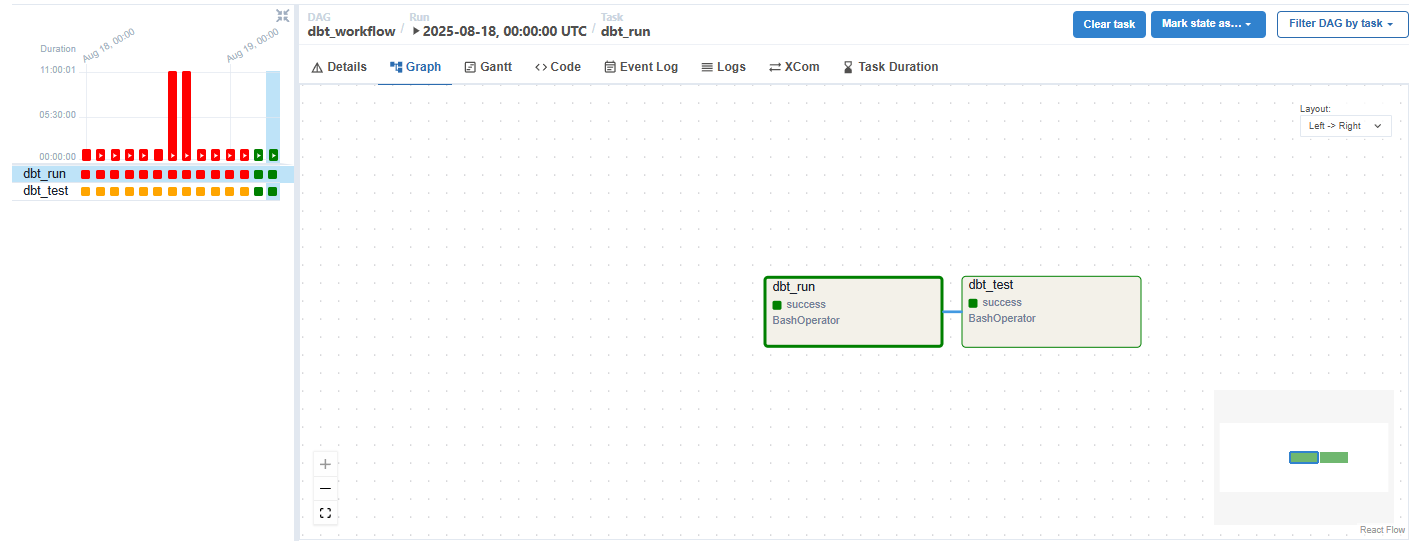 Duration
Aug 18, 00:00
Aug 19, 00:00
11:00:01
05:30:00
00:00:00
dbt_run
dbt_test
DAG
dbt_workflow
/
Run
2025-08-18, 00:00:00 UTC
/
Task
dbt_run
Clear task
Mark state as...
Filter DAG by task
Details
Graph
Gantt
Code
Event Log
Logs
XCom
Task Duration
Layout:
Left -> Right
dbt_run
success
BashOperator
dbt_test
success
BashOperator
React Flow